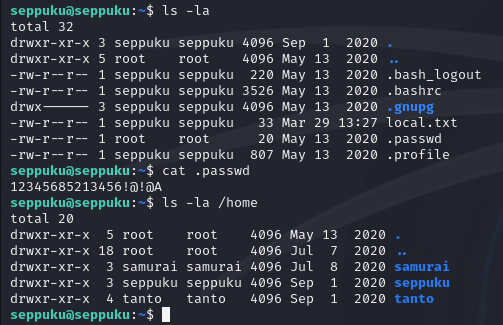 seppuku@seppuku:~$ ls -la
total 32
drwxr-xr-x 3 seppuku seppuku 4096 Sep  1  2020 .
drwxr-xr-x 5 root    root    4096 May 13  2020 ..
-rw-r--r-- 1 seppuku seppuku  220 May 13  2020 .bash_logout
-rw-r--r-- 1 seppuku seppuku 3526 May 13  2020 .bashrc
drwx------ 3 seppuku seppuku 4096 May 13  2020 .gnupg
-rw-r--r-- 1 seppuku seppuku   33 Mar 29 13:27 local.txt
-rw-r--r-- 1 root    root      20 May 13  2020 .passwd
-rw-r--r-- 1 seppuku seppuku  807 May 13  2020 .profile
seppuku@seppuku:~$ cat .passwd
12345685213456!@!@A
seppuku@seppuku:~$ ls -la /home
total 20
drwxr-xr-x  5 root    root    4096 May 13  2020 .
drwxr-xr-x 18 root    root    4096 Jul  7  2020 ..
drwxr-xr-x  3 samurai samurai 4096 Jul  8  2020 samurai
drwxr-xr-x  3 seppuku seppuku 4096 Sep  1  2020 seppuku
drwxr-xr-x  4 tanto   tanto   4096 Sep  1  2020 tanto
seppuku@seppuku:~$